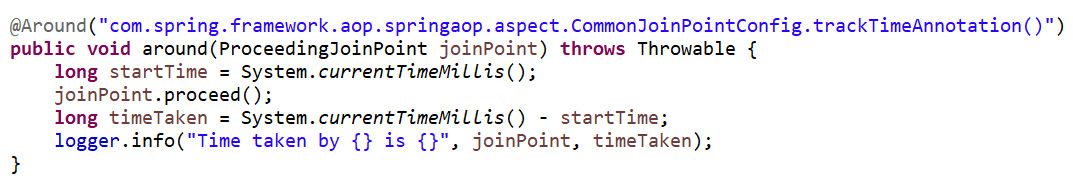 @Around("com.spring.framework.aop.springaop.aspect.CommonJoinPointConfig.trackTimeAnnotation()")
public void around(ProceedingJoinPoint joinPoint) throws Throwable {
    long startTime = System.currentTimeMillis();
    joinPoint.proceed();
    long timeTaken = System.currentTimeMillis() - startTime;
    logger.info("Time taken by {} is {}", joinPoint, timeTaken);
}